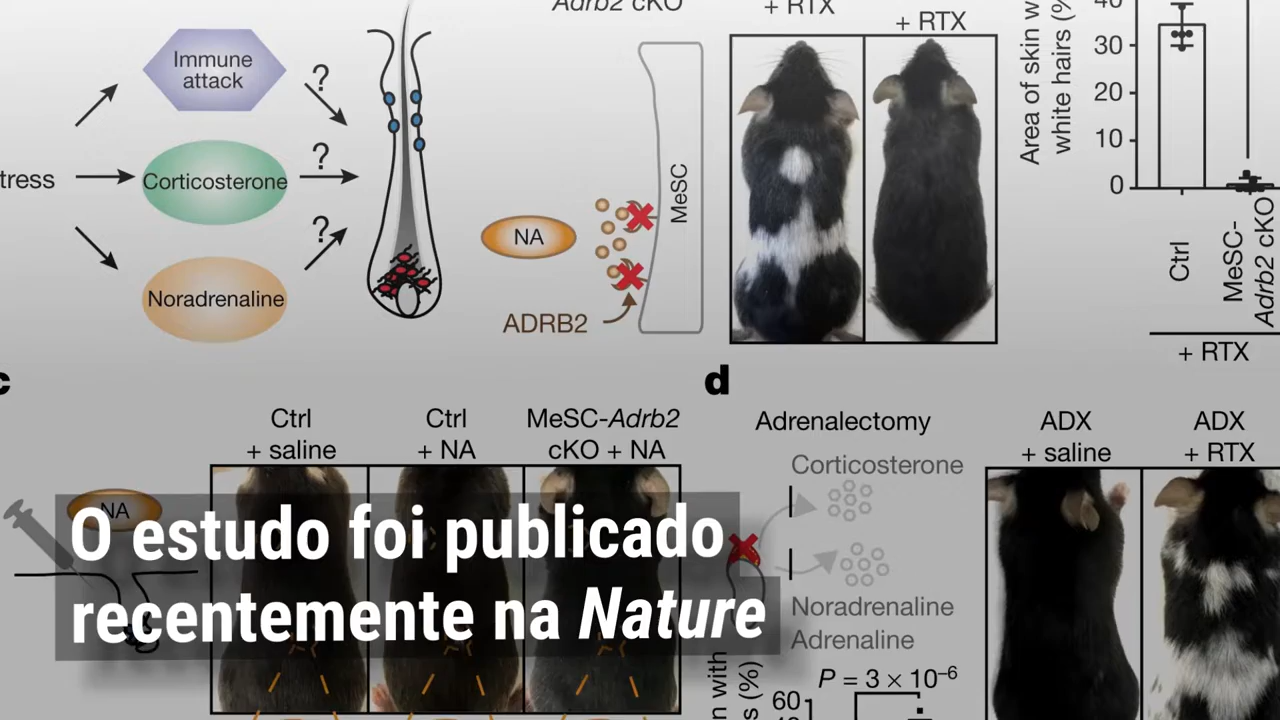 Adrb2 cKO
+ RTX
+ RTX
Immune
attack
?
tress
Corticosterone
?
Noradrenaline
?
NA
ADRB2
MeSC
Area of skin w
white hairs (%
40
30
20
10
0
Ctrl
MeSC-
Adrb2 cKO
+ RTX
c
Ctrl
+ saline
Ctrl
+ NA
MeSC-Adrb2
cKO + NA
NA
d
Adrenalectomy
Corticosterone
Noradrenaline
Adrenaline
ADX
+ saline
ADX
+ RTX
n with
s (%)
P = 3 × 10⁻⁶
60
40
O estudo foi publicado
recentemente na Nature